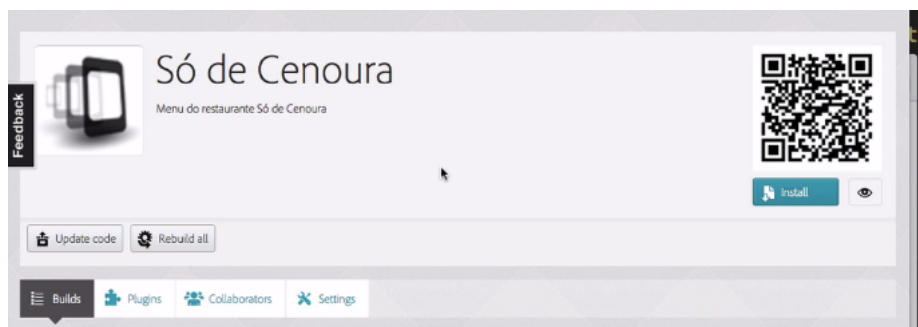 Só de Cenoura
Menu do restaurante Só de Cenoura
Feedback
Install
Update code
Rebuild all
Builds
Plugins
Collaborators
Settings